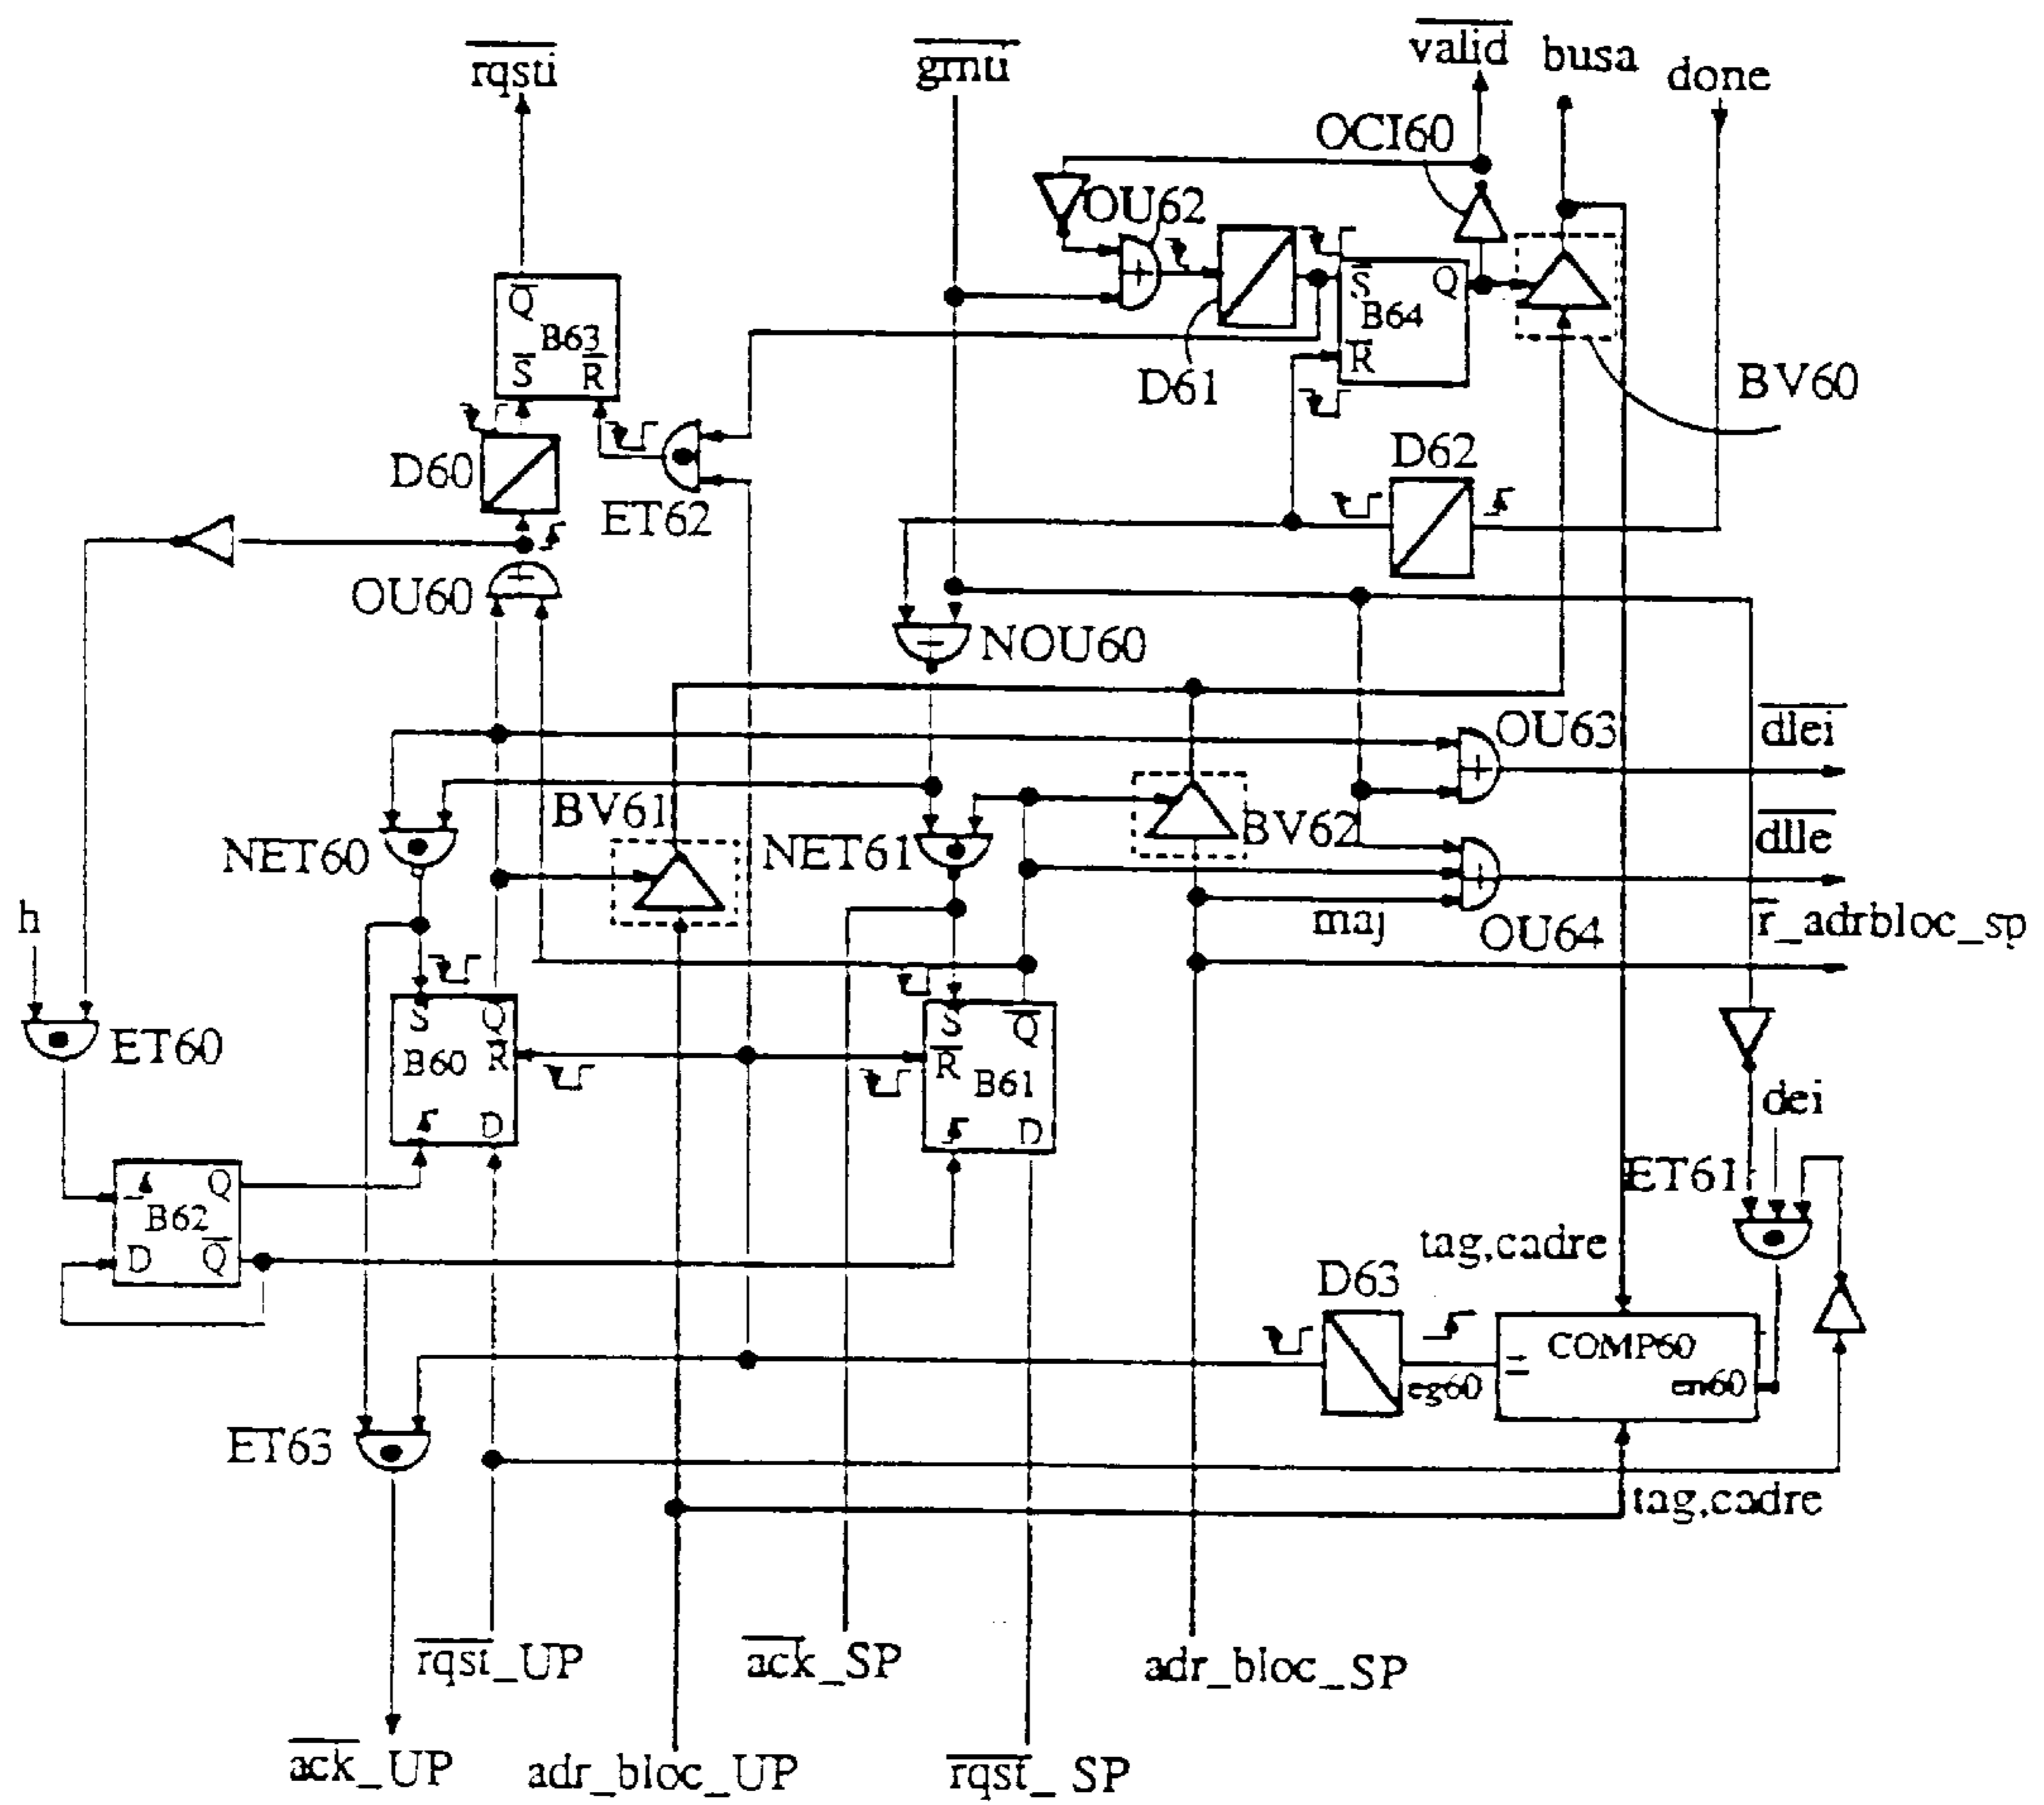 rqsti
grnti
valid
busa
done
OCI60
OU62
Q
B63
S
R
S
Q
B64
R
D61
BV60
D60
ET62
D62
OU60
NOU60
OU63
dlei
BV61
NET60
NET61
BV62
dlle
maj
OU64
r_adrbloc_sp
h
ET60
S
Q
B60
R
D
S
Q
R
B61
D
dei
ET61
Q
B62
D
Q
tag,cadre
D63
COMP60
=
eg60
en60
ET63
tag,cadre
rqst_UP
ack_SP
adr_bloc_SP
ack_UP
adr_bloc_UP
rqst_SP